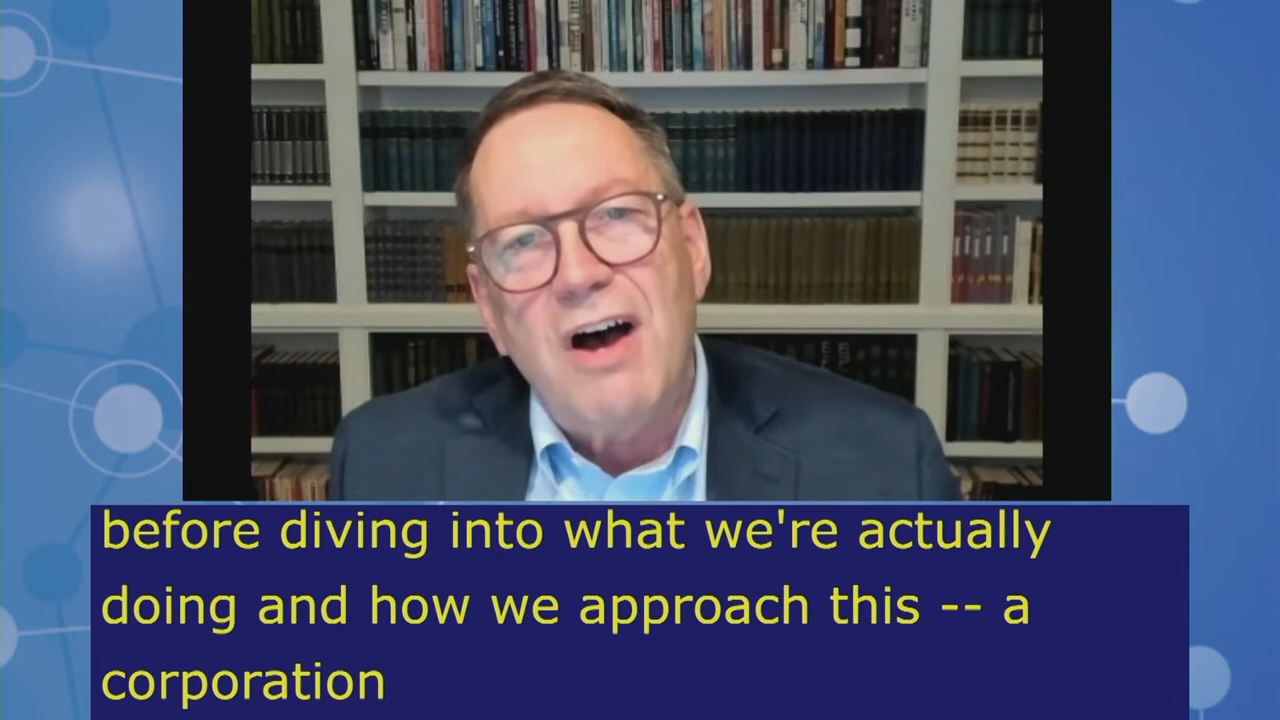 before diving into what we're actually
doing and how we approach this -- a
corporation